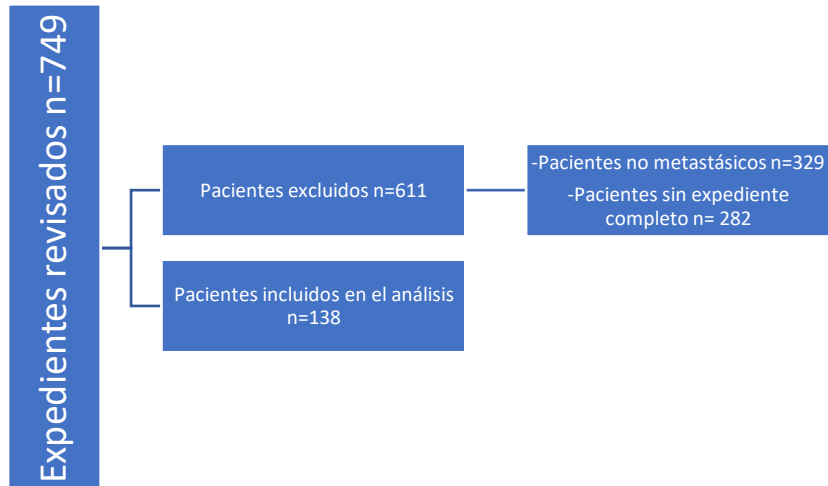 Expedientes revisados n=749
Pacientes excluidos n=611
-Pacientes no metastásicos n=329
-Pacientes sin expediente
completo n= 282
Pacientes incluidos en el análisis
n=138